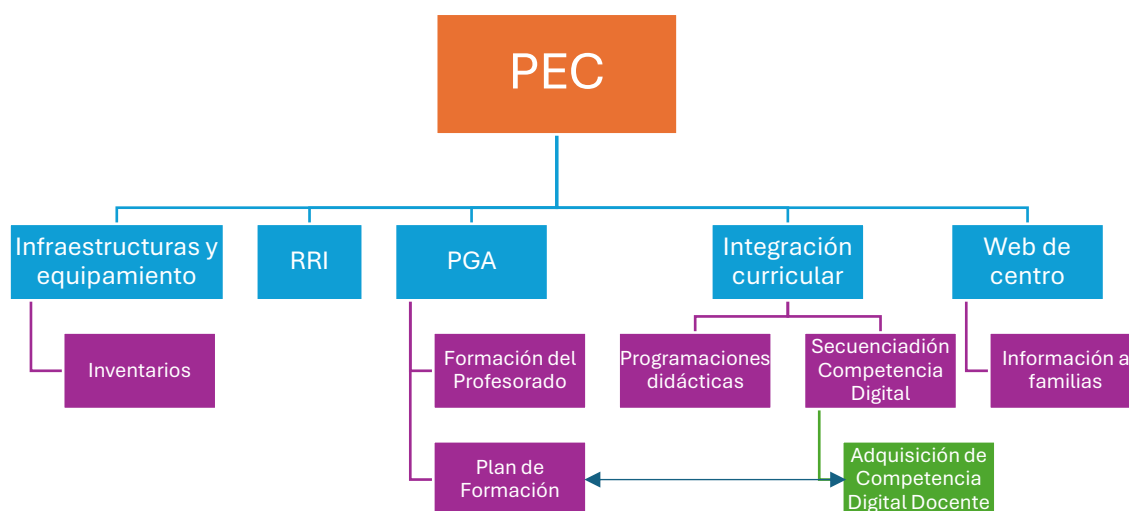 PEC
Infraestructuras y
equipamiento
RRI
PGA
Integración
curricular
Web de
centro
Inventarios
Formación del
Profesorado
Programaciones
didácticas
Secuenciadión
Competencia
Digital
Información a
familias
Plan de
Formación
Adquisición de
Competencia
Digital Docente